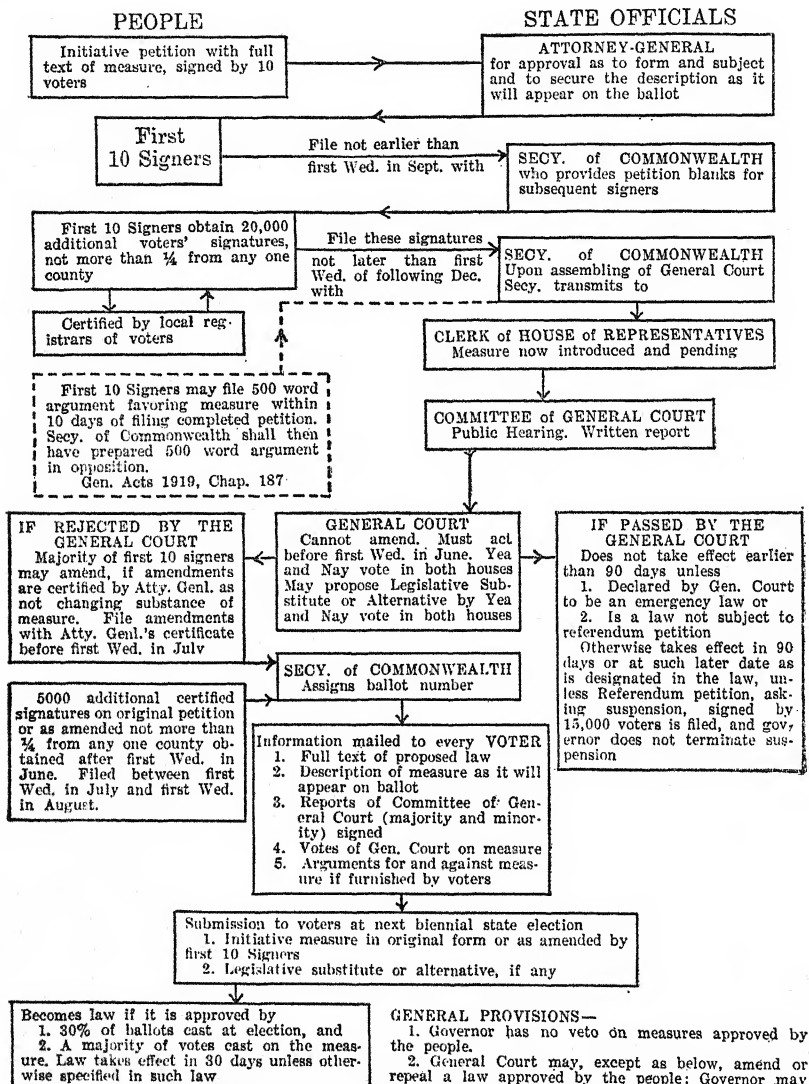 PEOPLE
STATE OFFICIALS
Initiative petition with full
text of measure, signed by 10
voters
ATTORNEY-GENERAL
for approval as to form and subject
and to secure the description as it
will appear on the ballot
First
10 Signers
File not earlier than
first Wed. in Sept. with
SECY. of COMMONWEALTH
who provides petition blanks for
subsequent signers
First 10 Signers obtain 20,000
additional voters' signatures,
not more than ¼ from any one
county
File these signatures
not later than first
Wed. of following Dec.
with
SECY. of COMMONWEALTH
Upon assembling of General Court
Secy. transmits to
Certified by local reg-
istrars of voters
CLERK of HOUSE of REPRESENTATIVES
Measure now introduced and pending
First 10 Signers may file 500 word
argument favoring measure within
10 days of filing completed petition.
Secy. of Commonwealth shall then
have prepared 500 word argument
in opposition.
Gen. Acts 1919, Chap. 187
COMMITTEE of GENERAL COURT
Public Hearing. Written report
IF REJECTED BY THE
GENERAL COURT
Majority of first 10 signers
may amend, if amendments
are certified by Atty. Genl. as
not changing substance of
measure. File amendments
with Atty. Genl.'s certificate
before first Wed. in July
GENERAL COURT
Cannot amend. Must act
before first Wed. in June. Yea
and Nay vote in both houses
May propose Legislative Sub-
stitute or Alternative by Yea
and Nay vote in both houses
IF PASSED BY THE
GENERAL COURT
Does not take effect earlier
than 90 days unless
1. Declared by Gen. Court
to be an emergency law or
2. Is a law not subject to
referendum petition
Otherwise takes effect in 90
days or at such later date as
is designated in the law, un-
less Referendum petition, ask-
ing suspension, signed by
15,000 voters is filed, and gov-
ernor does not terminate sus-
pension
SECY. of COMMONWEALTH
Assigns ballot number
5000 additional certified
signatures on original petition
or as amended not more than
¼ from any one county ob-
tained after first Wed. in
June. Filed between first
Wed. in July and first Wed.
in August.
Information mailed to every VOTER
1. Full text of proposed law
2. Description of measure as it will
appear on ballot
3. Reports of Committee of Gen-
eral Court (majority and minor-
ity) signed
4. Votes of Gen. Court on measure
5. Arguments for and against meas-
ure if furnished by voters
Submission to voters at next biennial state election
1. Initiative measure in original form or as amended by
first 10 Signers
2. Legislative substitute or alternative, if any
Becomes law if it is approved by
1. 30% of ballots cast at election, and
2. A majority of votes cast on the meas-
ure. Law takes effect in 30 days unless other-
wise specified in such law
GENERAL PROVISIONS—
1. Governor has no veto on measures approved by
the people.
2. General Court may, except as below, amend or
repeal a law approved by the people; Governor may